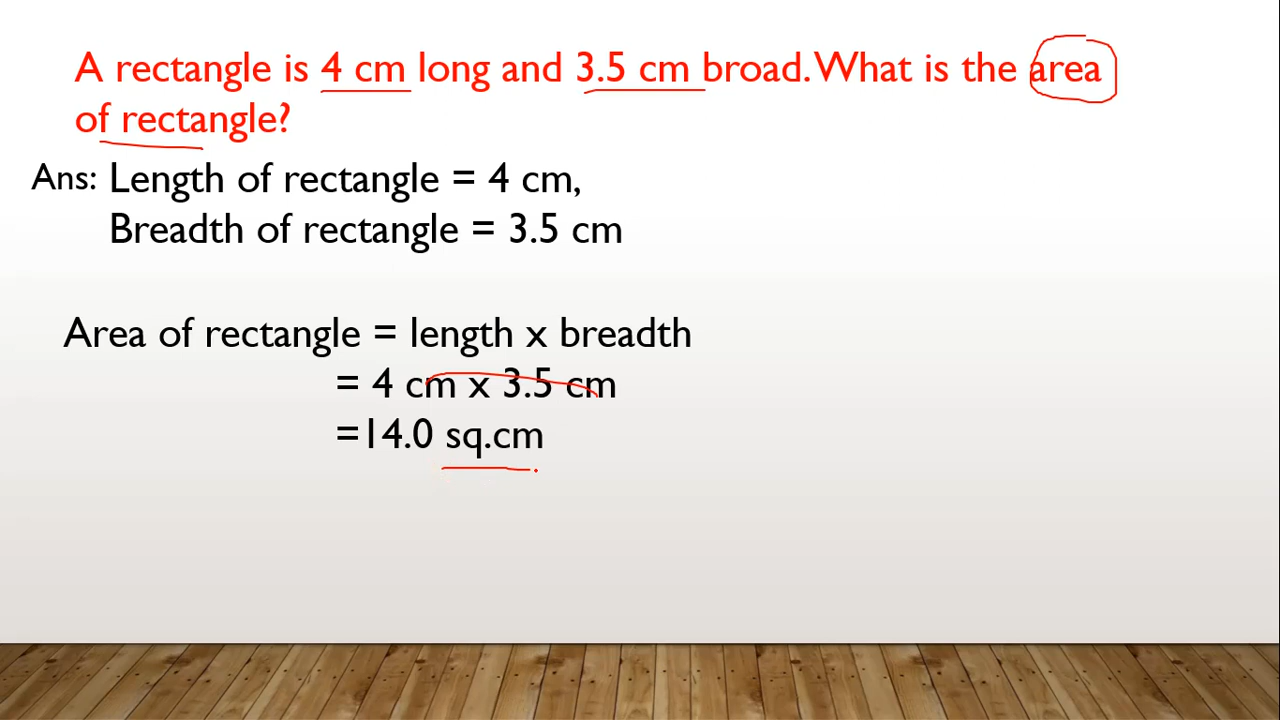 A rectangle is 4 cm long and 3.5 cm broad. What is the area
of rectangle?
Ans: Length of rectangle = 4 cm,
Breadth of rectangle = 3.5 cm
Area of rectangle = length x breadth
= 4 cm x 3.5 cm
=14.0 sq.cm